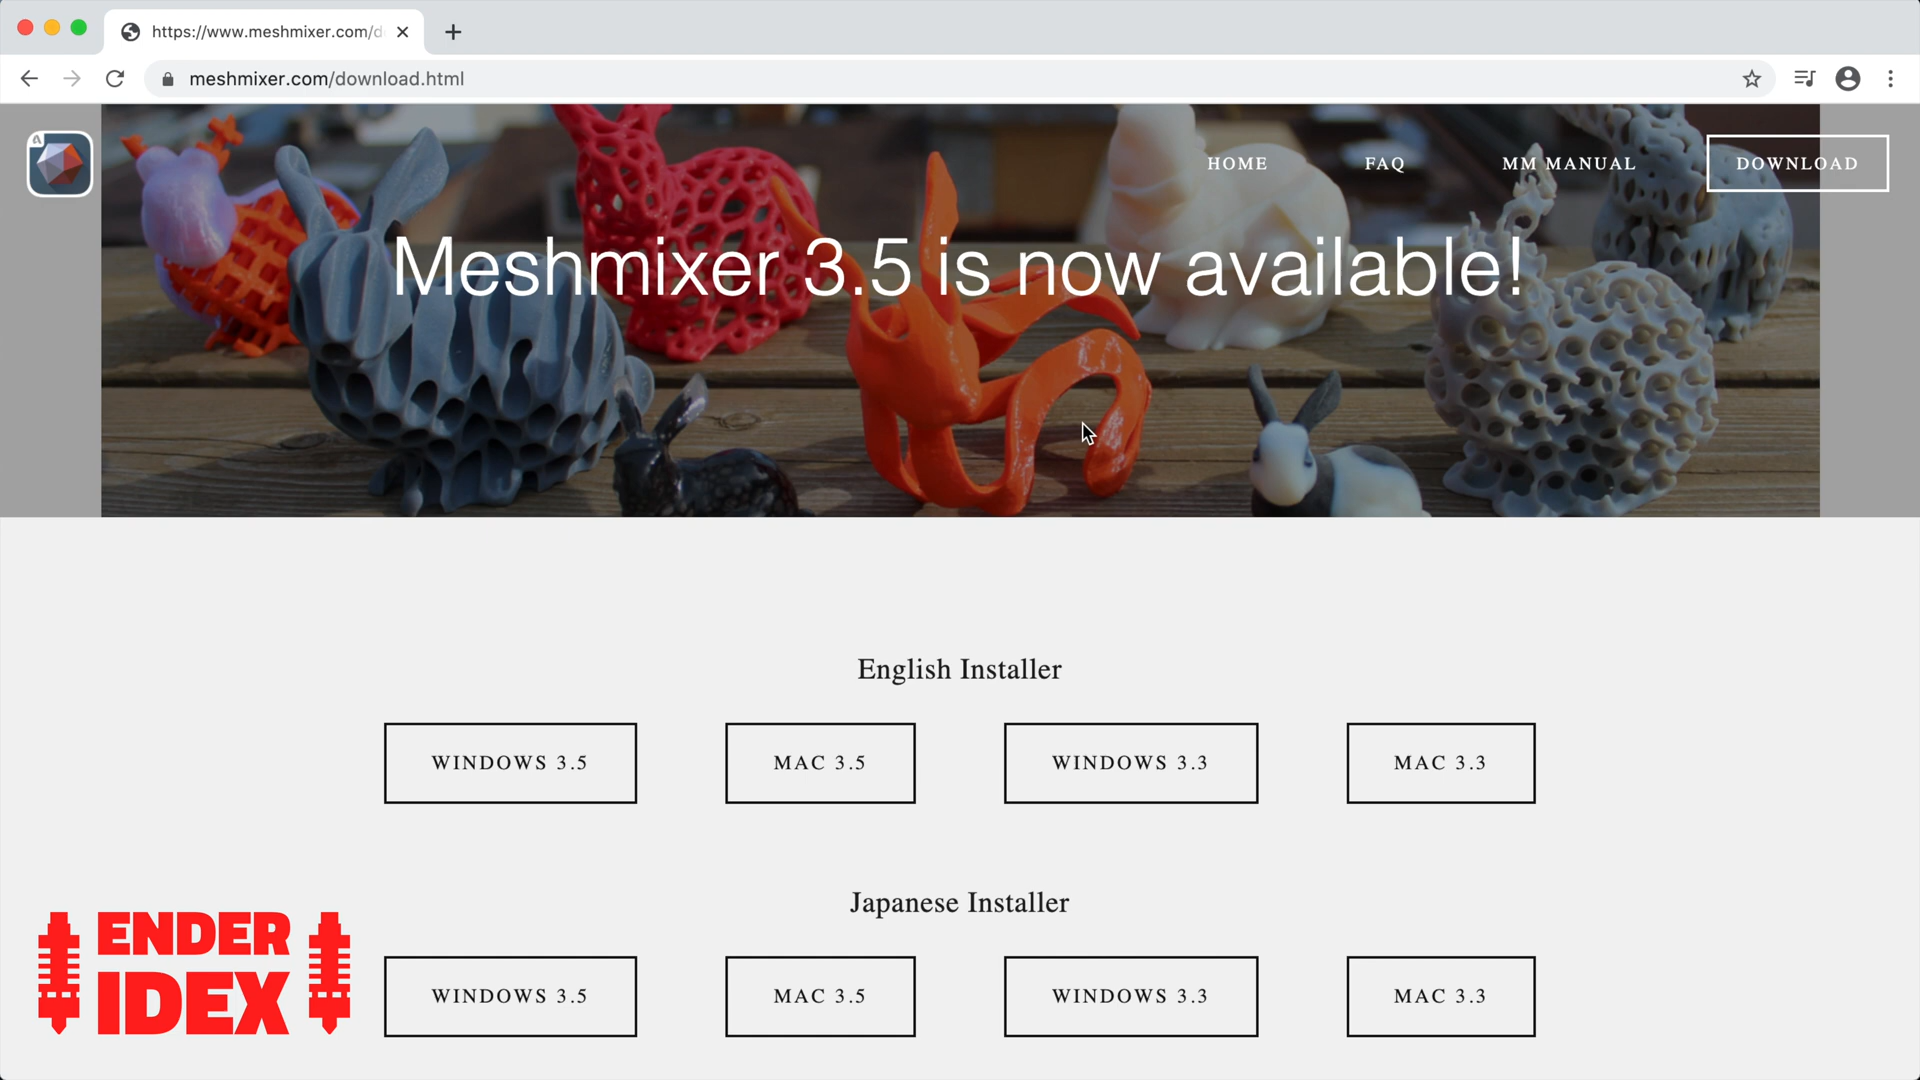 https://www.meshmixer.com/d
meshmixer.com/download.html
HOME
FAQ
MM MANUAL
DOWNLOAD
Meshmixer 3.5 is now available!
English Installer
WINDOWS 3.5
MAC 3.5
WINDOWS 3.3
MAC 3.3
Japanese Installer
WINDOWS 3.5
MAC 3.5
WINDOWS 3.3
MAC 3.3
ENDER
IDEX